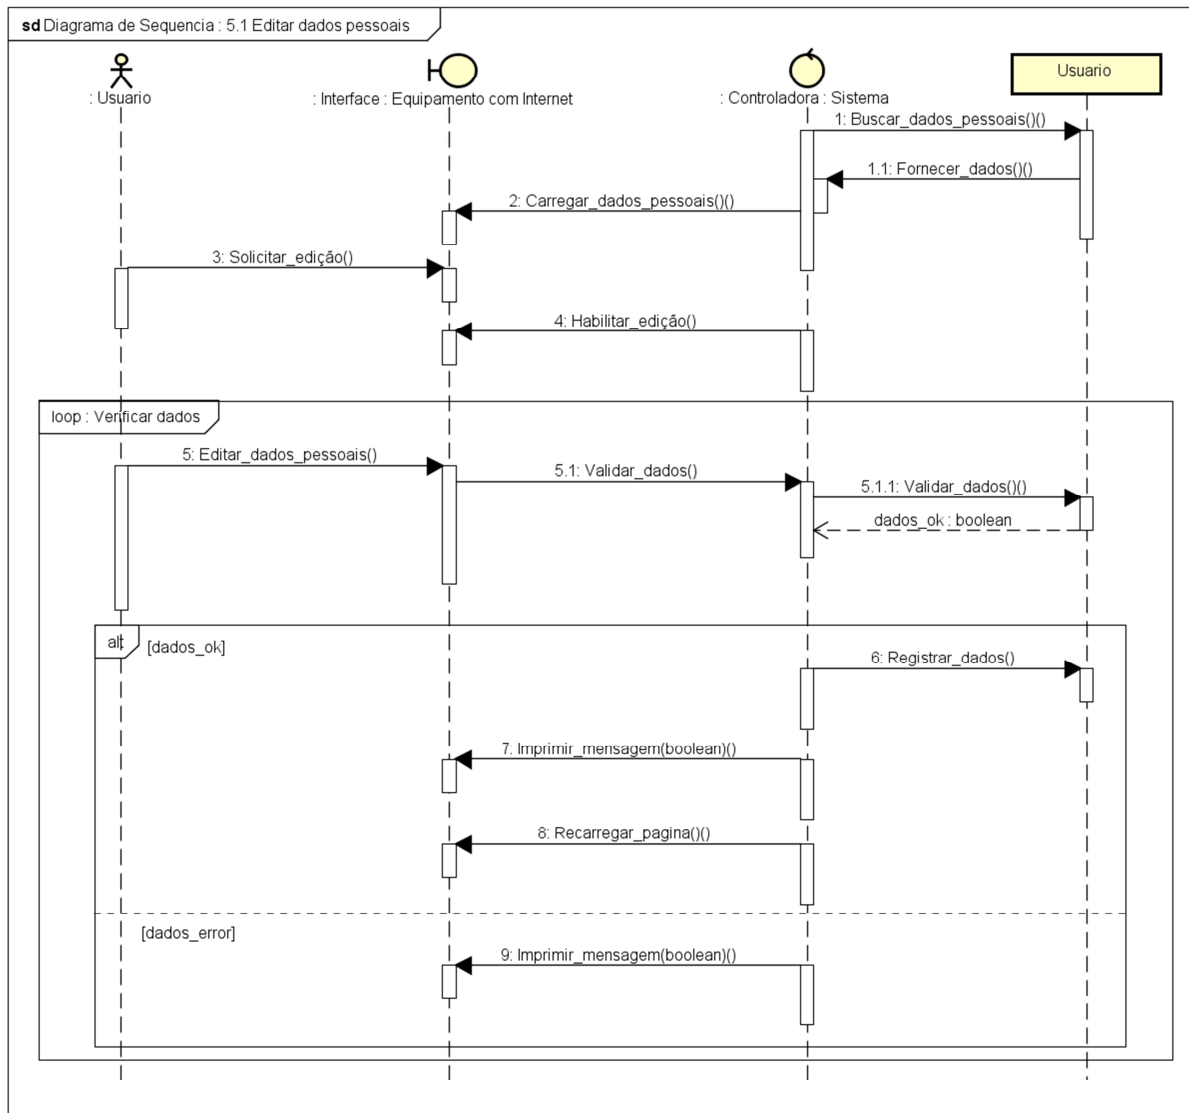 sd Diagrama de Sequencia : 5.1 Editar dados pessoais
: Usuario
: Interface : Equipamento com Internet
: Controladora : Sistema
Usuario
1: Buscar_dados_pessoais()()
1.1: Fornecer_dados()()
2: Carregar_dados_pessoais()()
3: Solicitar_edição()
4: Habilitar_edição()
loop : Verificar dados
5: Editar_dados_pessoais()
5.1: Validar_dados()
5.1.1: Validar_dados()()
dados_ok : boolean
alt
[dados_ok]
6: Registrar_dados()
7: Imprimir_mensagem(boolean)()
8: Recarregar_pagina()()
[dados_error]
9: Imprimir_mensagem(boolean)()